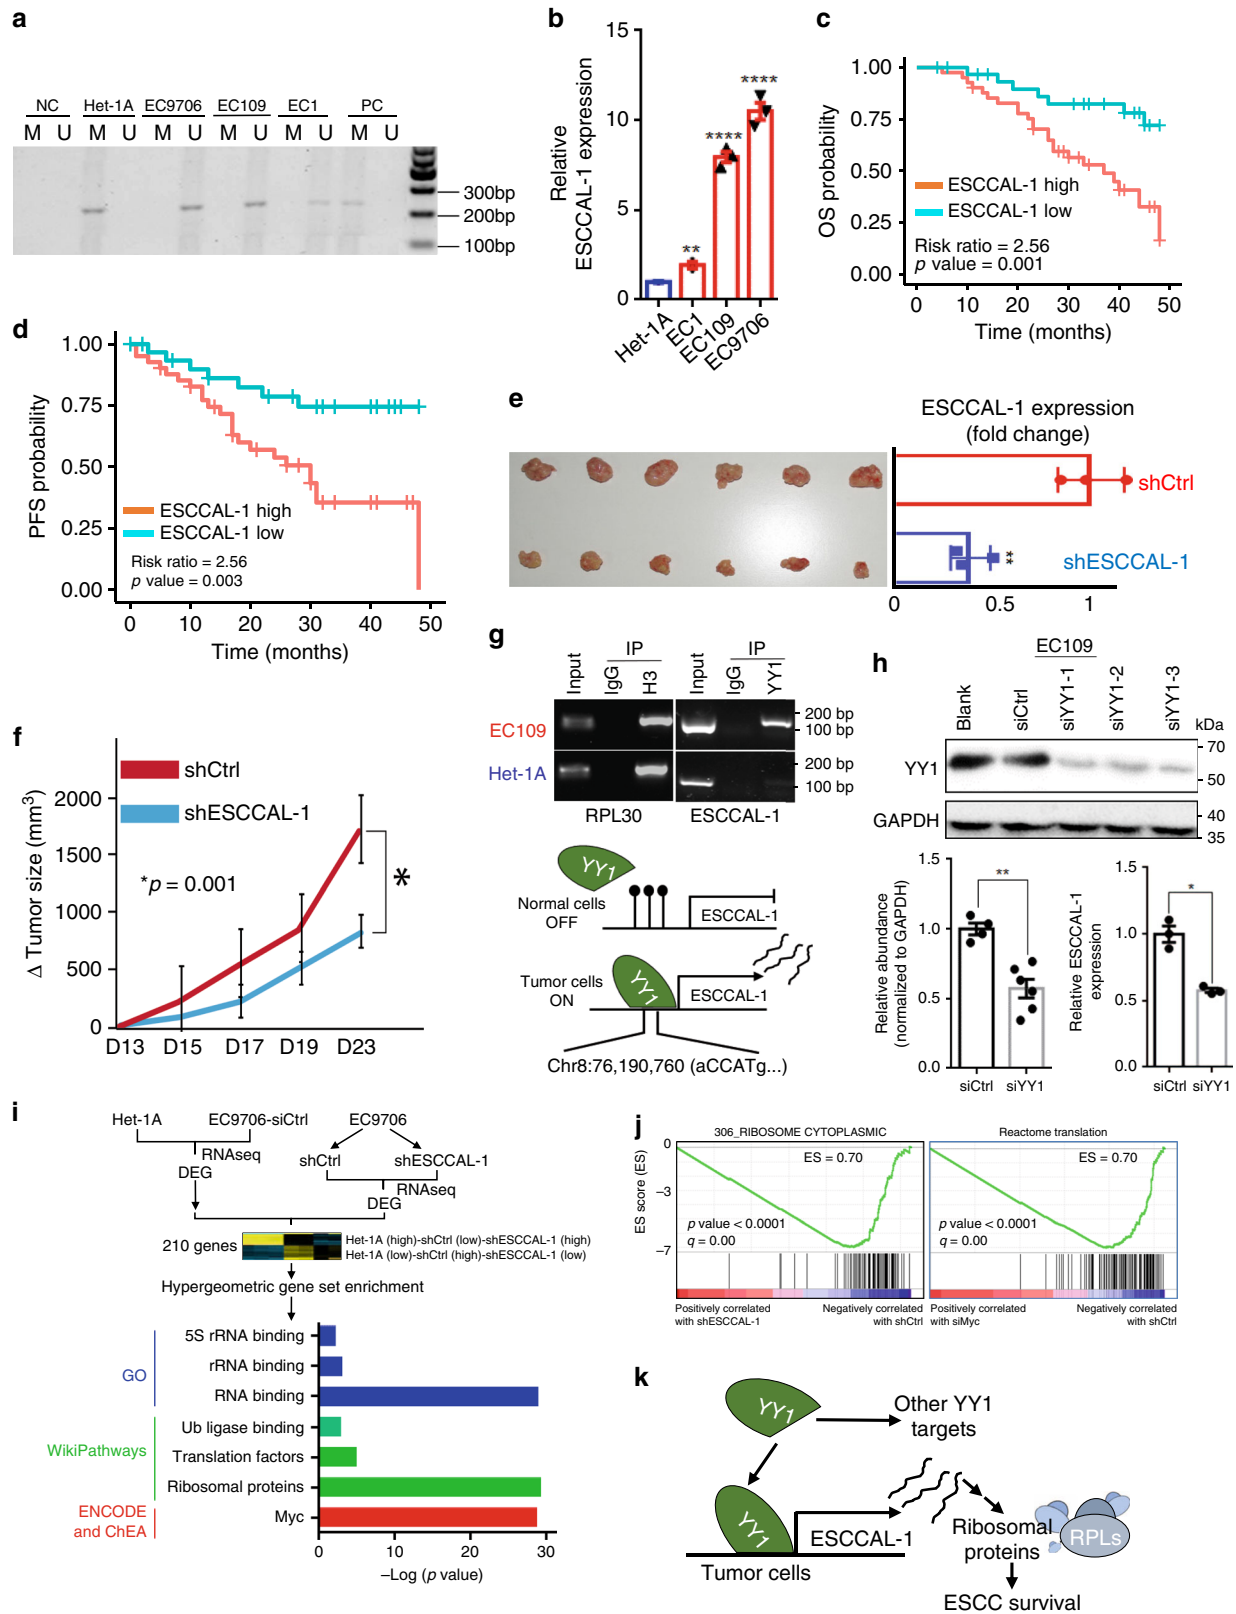 a
NC Het-1A EC9706 EC109 EC1 PC
M U M U M U M U M U M U
300bp
200bp
100bp
b
Relative
ESCCAL-1 expression
15
10
5
0
**
****
****
Het-1A
EC1
EC109
EC9706
c
OS probability
1.00
0.75
0.50
0.25
0.00
ESCCAL-1 high
ESCCAL-1 low
Risk ratio = 2.56
p value = 0.001
0 10 20 30 40 50
Time (months)
d
PFS probability
1.00
0.75
0.50
0.25
0.00
ESCCAL-1 high
ESCCAL-1 low
Risk ratio = 2.56
p value = 0.003
0 10 20 30 40 50
Time (months)
e
ESCCAL-1 expression
(fold change)
shCtrl
**
shESCCAL-1
0 0.5 1
f
Δ Tumor size (mm³)
shCtrl
shESCCAL-1
2000
1500
1000
500
0
*p = 0.001
*
D13 D15 D17 D19 D23
g
IP IP
Input IgG H3 Input IgG YY1
EC109
200 bp
100 bp
Het-1A
200 bp
100 bp
RPL30 ESCCAL-1
YY1
Normal cells
OFF
ESCCAL-1
Tumor cells
ON
YY1
ESCCAL-1
Chr8:76,190,760 (aCCATg...)
h
EC109
Blank siCtrl siYY1-1 siYY1-2 siYY1-3
kDa
YY1
70
50
GAPDH
40
35
Relative abundance
(normalized to GAPDH)
1.5
1.0
0.5
0.0
**
siCtrl siYY1
Relative ESCCAL-1
expression
1.5
1.0
0.5
0.0
*
siCtrl siYY1
i
Het-1A EC9706-siCtrl EC9706
RNAseq
DEG
shCtrl shESCCAL-1
RNAseq
DEG
210 genes
Het-1A (high)-shCtrl (low)-shESCCAL-1 (high)
Het-1A (low)-shCtrl (high)-shESCCAL-1 (low)
Hypergeometric gene set enrichment
GO
5S rRNA binding
rRNA binding
RNA binding
WikiPathways
Ub ligase binding
Translation factors
Ribosomal proteins
ENCODE
and ChEA
Myc
0 10 20 30
–Log (p value)
j
306_RIBOSOME CYTOPLASMIC
ES score (ES)
0
–3
–7
ES = 0.70
p value < 0.0001
q = 0.00
Positively correlated
with shESCCAL-1
Negatively correlated
with shCtrl
Reactome translation
ES = 0.70
p value < 0.0001
q = 0.00
Positively correlated
with siMyc
Negatively correlated
with shCtrl
k
YY1
Other YY1
targets
YY1
ESCCAL-1
Tumor cells
Ribosomal
proteins
RPLs
ESCC survival